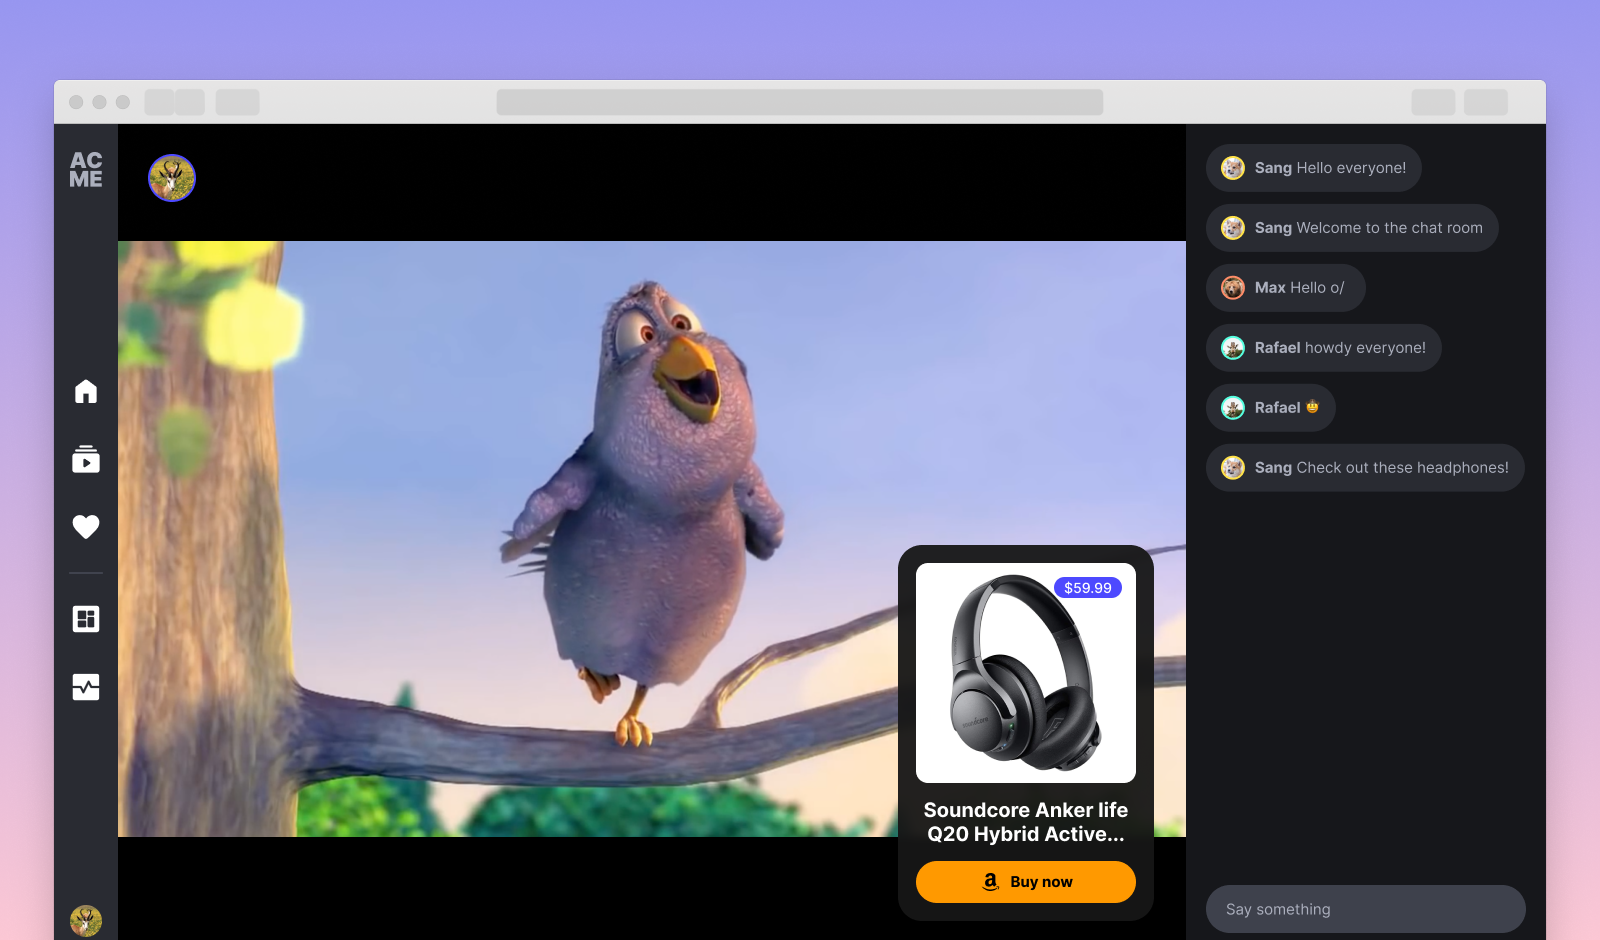 AC
ME
Sang Hello everyone!
Sang Welcome to the chat room
Max Hello o/
Rafael howdy everyone!
Rafael 🤠
Sang Check out these headphones!
$59.99
soundcore
Soundcore Anker life
Q20 Hybrid Active...
Buy now
Say something